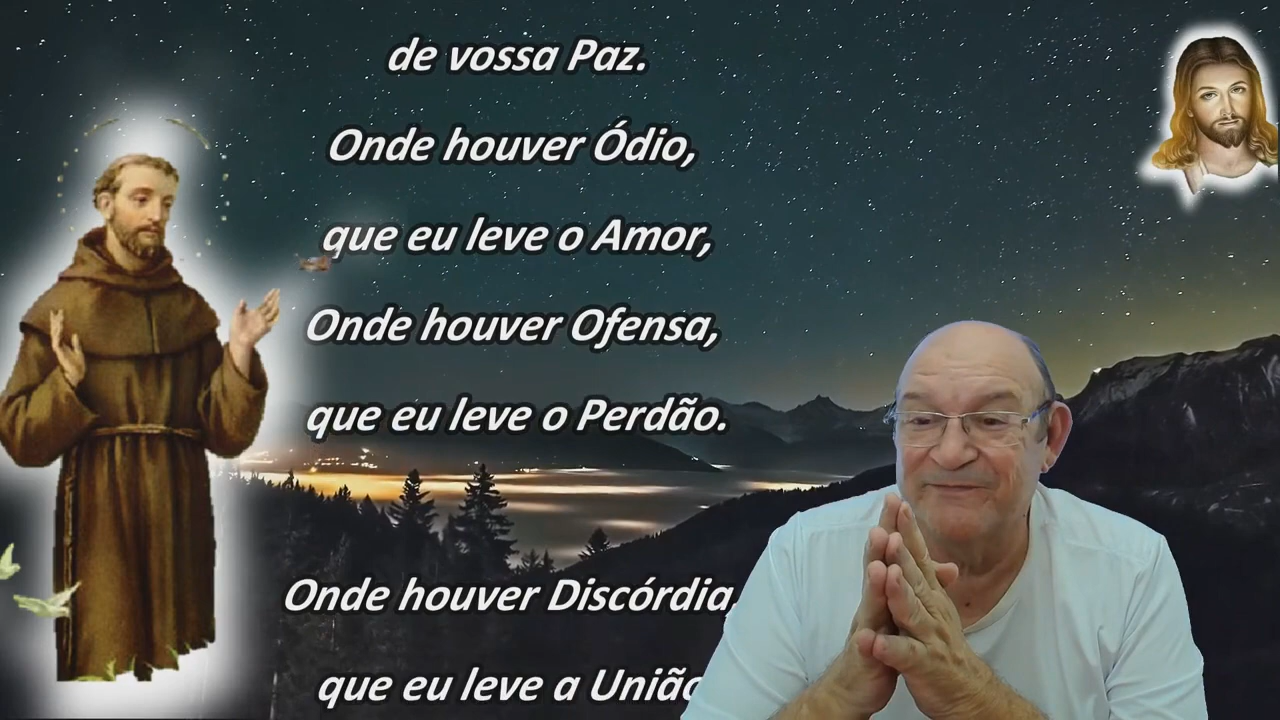 de vossa Paz.
Onde houver Ódio,
que eu leve o Amor,
Onde houver Ofensa,
que eu leve o Perdão.
Onde houver Discórdia,
que eu leve a União